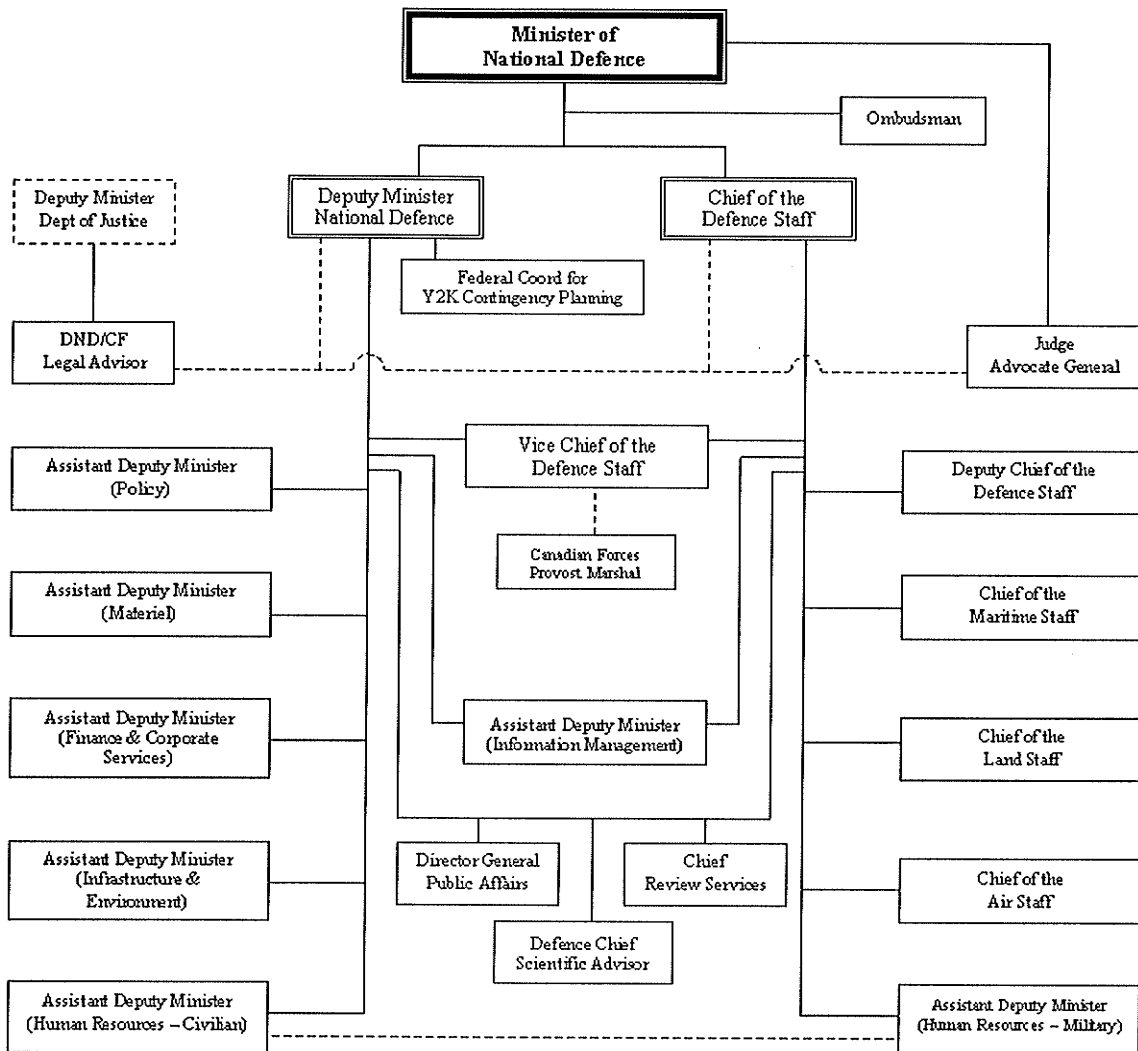 Minister of
National Defence
Ombudsman
Deputy Minister
Dept of Justice
Deputy Minister
National Defence
Chief of the
Defence Staff
Federal Coord for
Y2K Contingency Planning
DND/CF
Legal Advisor
Judge
Advocate General
Vice Chief of the
Defence Staff
Assistant Deputy Minister
(Policy)
Deputy Chief of the
Defence Staff
Canadian Forces
Provost Marshal
Assistant Deputy Minister
(Materiel)
Chief of the
Maritime Staff
Assistant Deputy Minister
(Finance & Corporate
Services)
Assistant Deputy Minister
(Information Management)
Chief of the
Land Staff
Director General
Public Affairs
Chief
Review Services
Assistant Deputy Minister
(Infrastructure &
Environment)
Chief of the
Air Staff
Defence Chief
Scientific Advisor
Assistant Deputy Minister
(Human Resources – Civilian)
Assistant Deputy Minister
(Human Resources – Military)